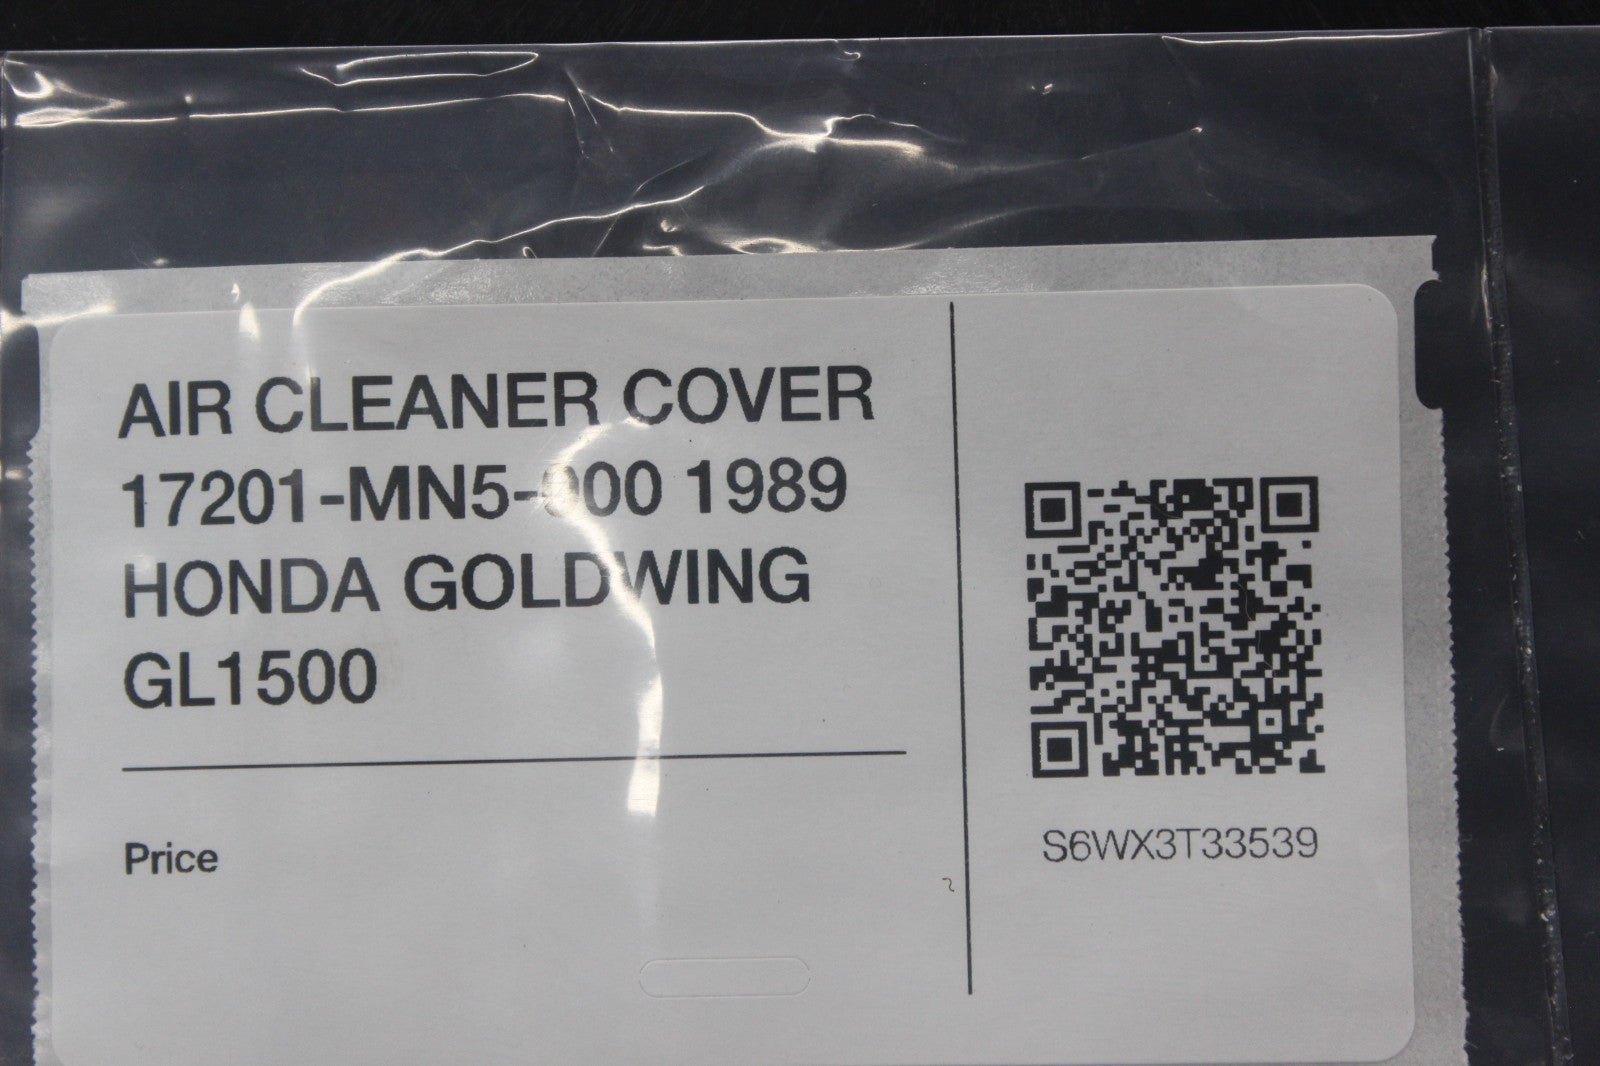 AIR CLEANER COVER
17201-MN5-000 1989
HONDA GOLDWING
GL1500
Price
S6WX3T33539